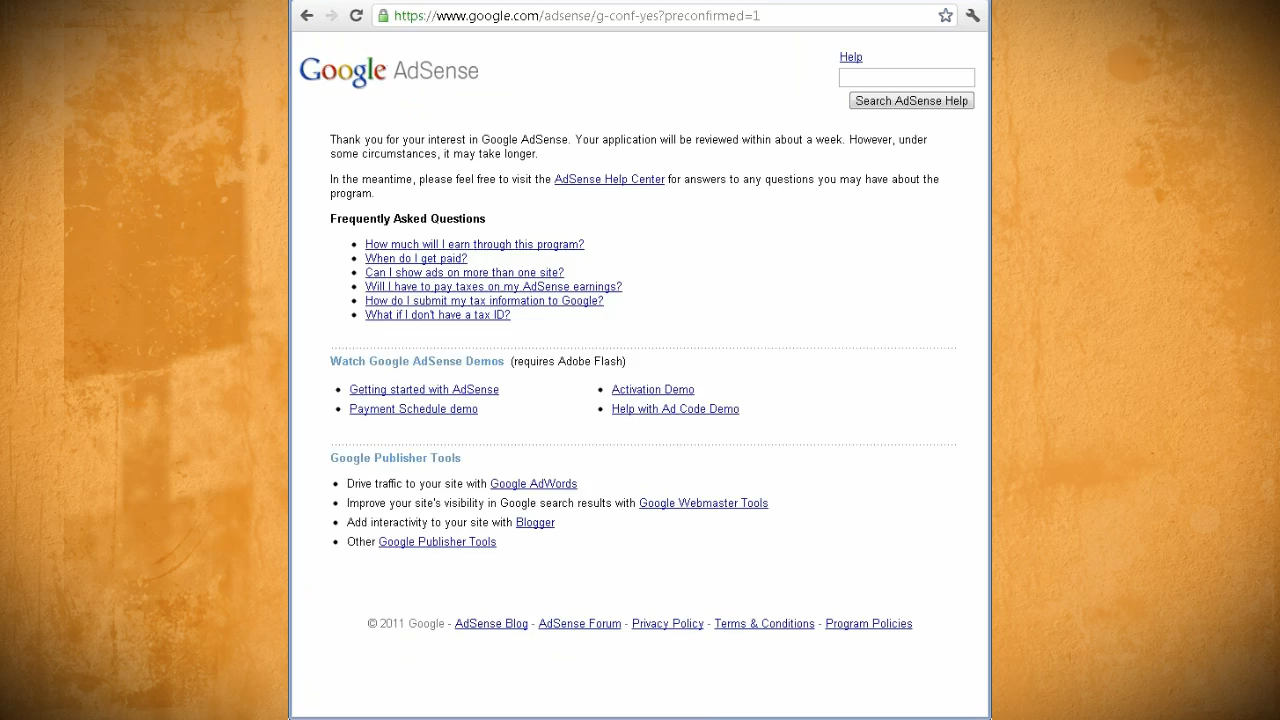 https://www.google.com/adsense/g-conf-yes?preconfirmed=1
Google AdSense
Help
Search AdSense Help
Thank you for your interest in Google AdSense. Your application will be reviewed within about a week. However, under
some circumstances, it may take longer.
In the meantime, please feel free to visit the AdSense Help Center for answers to any questions you may have about the
program.
Frequently Asked Questions
• How much will I earn through this program?
• When do I get paid?
• Can I show ads on more than one site?
• Will I have to pay taxes on my AdSense earnings?
• How do I submit my tax information to Google?
• What if I don't have a tax ID?
Watch Google AdSense Demos (requires Adobe Flash)
• Getting started with AdSense
• Payment Schedule demo
• Activation Demo
• Help with Ad Code Demo
Google Publisher Tools
• Drive traffic to your site with Google AdWords
• Improve your site's visibility in Google search results with Google Webmaster Tools
• Add interactivity to your site with Blogger
• Other Google Publisher Tools
© 2011 Google - AdSense Blog - AdSense Forum - Privacy Policy - Terms & Conditions - Program Policies